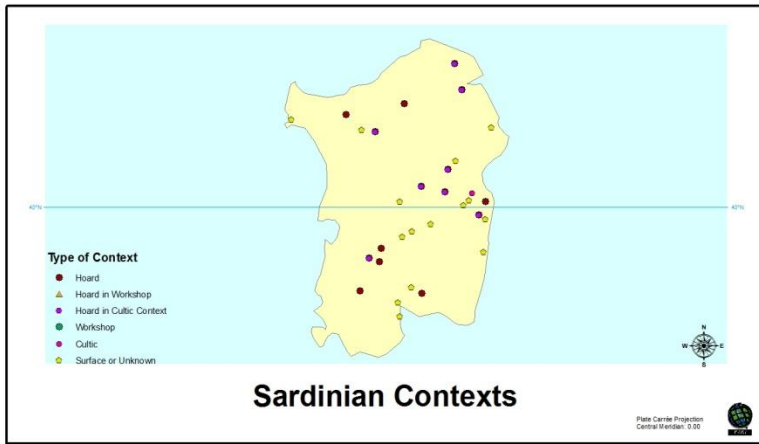 40°N
40°N
Type of Context
Hoard
Hoard in Workshop
Hoard in Cultic Context
Workshop
Cultic
Surface or Unknown
N
W E
S
Sardinian Contexts
Plate Carrée Projection
Central Meridian: 0.00